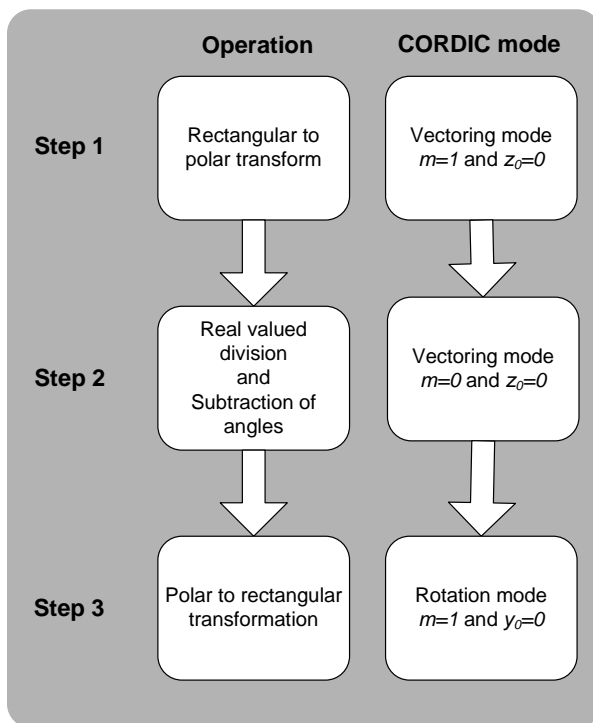 Operation
CORDIC mode
Step 1
Rectangular to
polar transform
Vectoring mode
m=1 and z0=0
Step 2
Real valued
division
and
Subtraction of
angles
Vectoring mode
m=0 and z0=0
Step 3
Polar to rectangular
transformation
Rotation mode
m=1 and y0=0